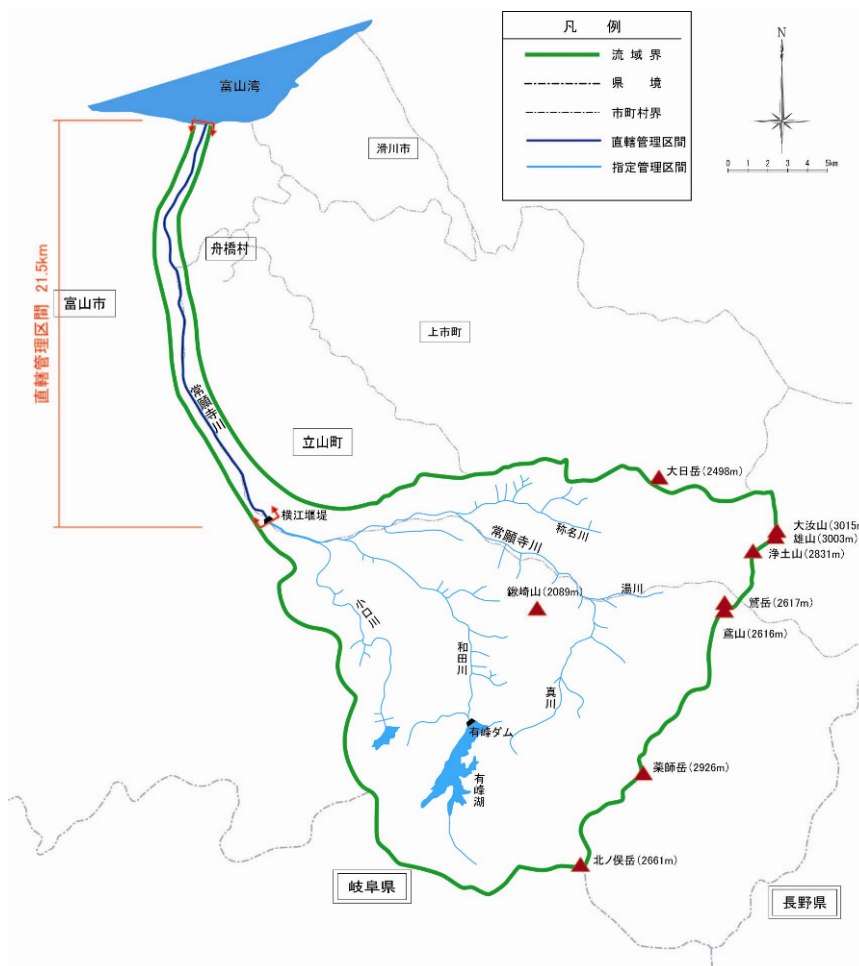 凡 例
流域界
県 境
市町村界
直轄管理区間
指定管理区間
N
0 1 2 3 4 5km
富山湾
滑川市
舟橋村
富山市
直轄管理区間 21.5km
上市町
常願寺川
立山町
大日岳(2498m)
横江堰堤
称名川
大汝山(3015m
雄山(3003m)
浄土山(2831m)
常願寺川
湯川
鍬崎山(2089m)
鷲岳(2617m)
鳶山(2616m)
小口川
和田川
真川
有峰ダム
薬師岳(2926m)
有峰湖
北ノ俣岳(2661m)
岐阜県
長野県